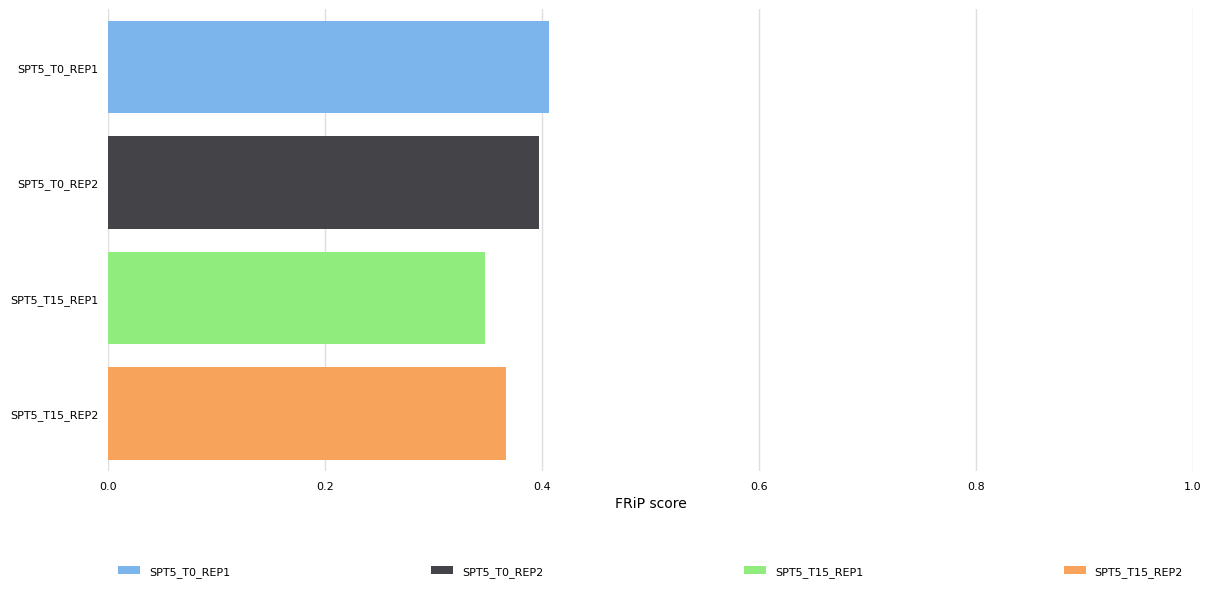 SPT5_T0_REP1
SPT5_T0_REP2
SPT5_T15_REP1
SPT5_T15_REP2
0.0 0.2 0.4 0.6 0.8 1.0
FRiP score
SPT5_T0_REP1 SPT5_T0_REP2 SPT5_T15_REP1 SPT5_T15_REP2